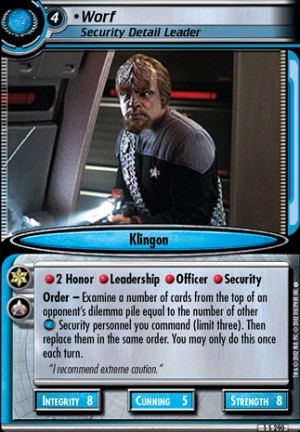 4
•Worf
Security Detail Leader
Klingon
2 Honor Leadership Officer Security
Order – Examine a number of cards from the top of an
opponent's dilemma pile equal to the number of other
Security personnel you command (limit three). Then
replace them in the same order. You may only do this once
each turn.
"I recommend extreme caution."
INTEGRITY 8 CUNNING 5 STRENGTH 8